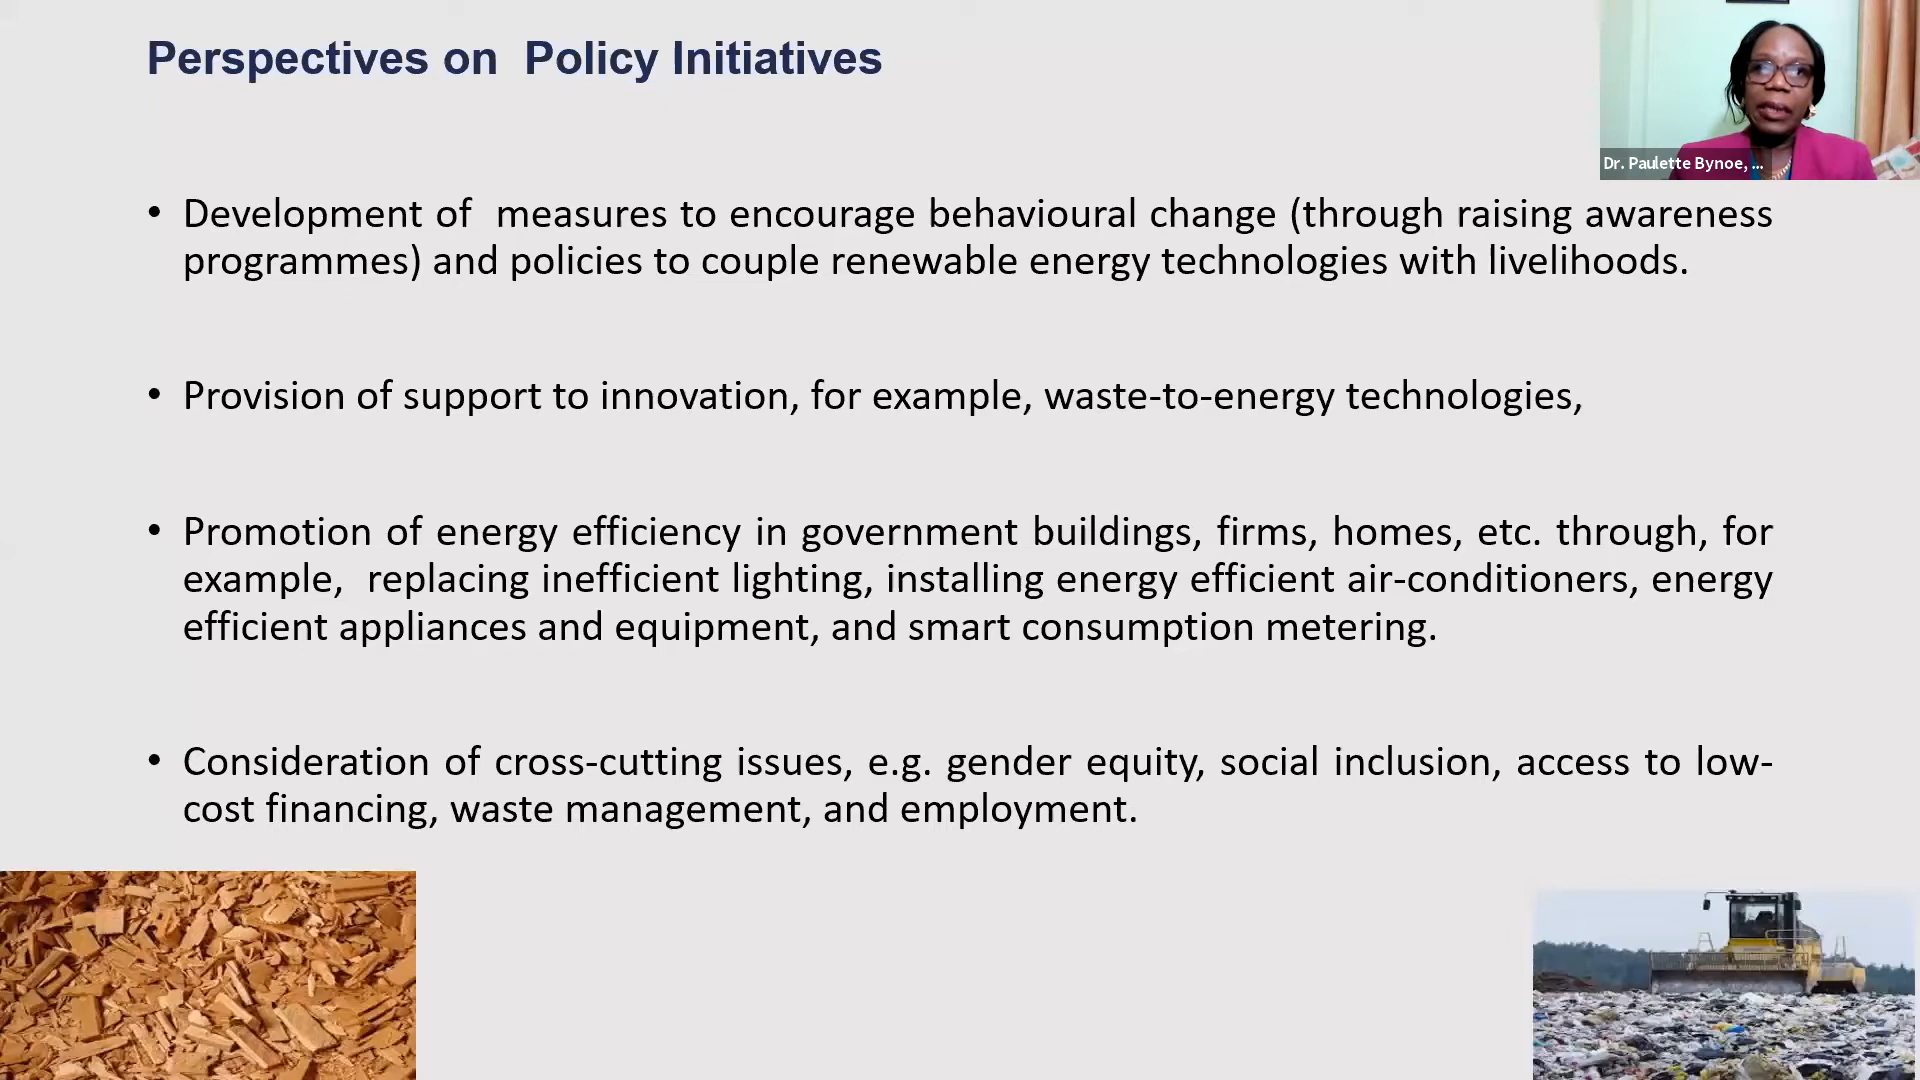 Perspectives on  Policy Initiatives
Dr. Paulette Bynoe, ...
• Development of  measures to encourage behavioural change (through raising awareness
programmes) and policies to couple renewable energy technologies with livelihoods.
• Provision of support to innovation, for example, waste-to-energy technologies,
• Promotion of energy efficiency in government buildings, firms, homes, etc. through, for
example,  replacing inefficient lighting, installing energy efficient air-conditioners, energy
efficient appliances and equipment, and smart consumption metering.
• Consideration of cross-cutting issues, e.g. gender equity, social inclusion, access to low-
cost financing, waste management, and employment.